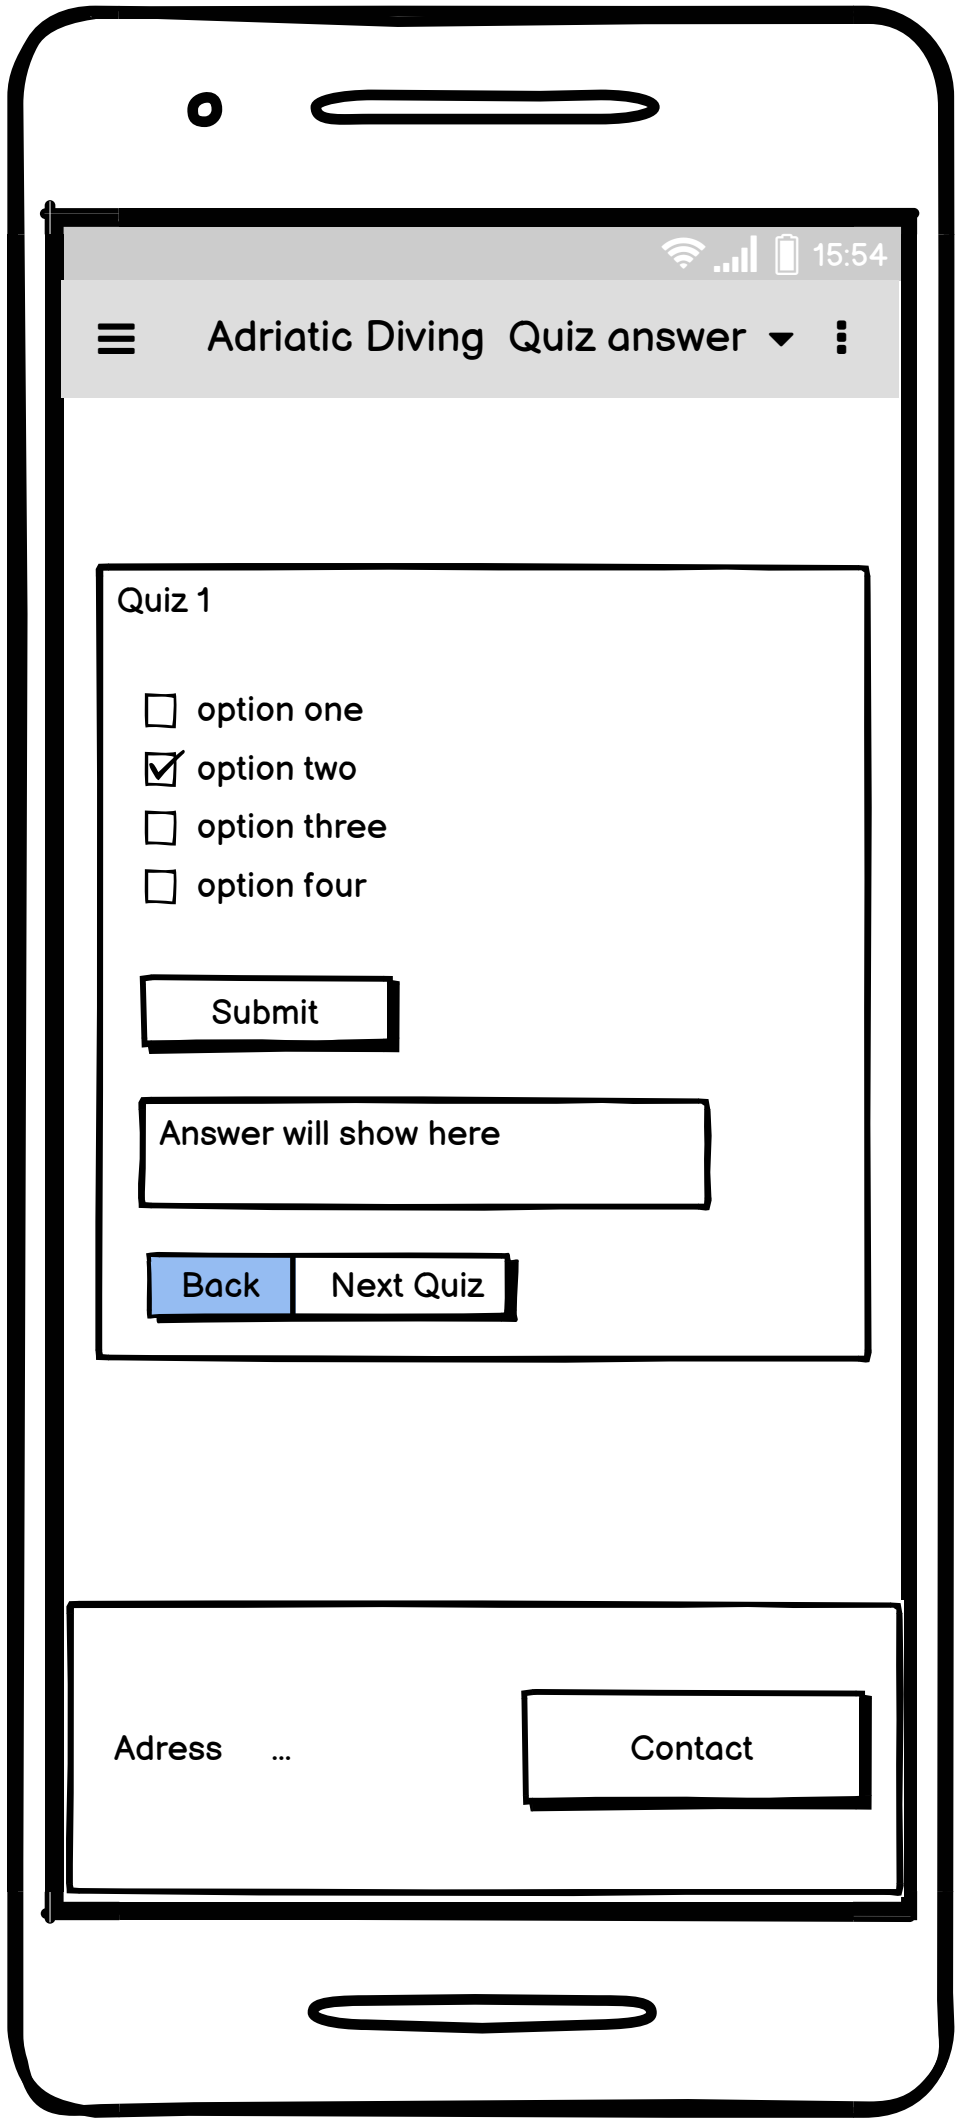 15:54
Adriatic Diving Quiz answer
Quiz 1
option one
option two
option three
option four
Submit
Answer will show here
Back Next Quiz
Adress ... Contact